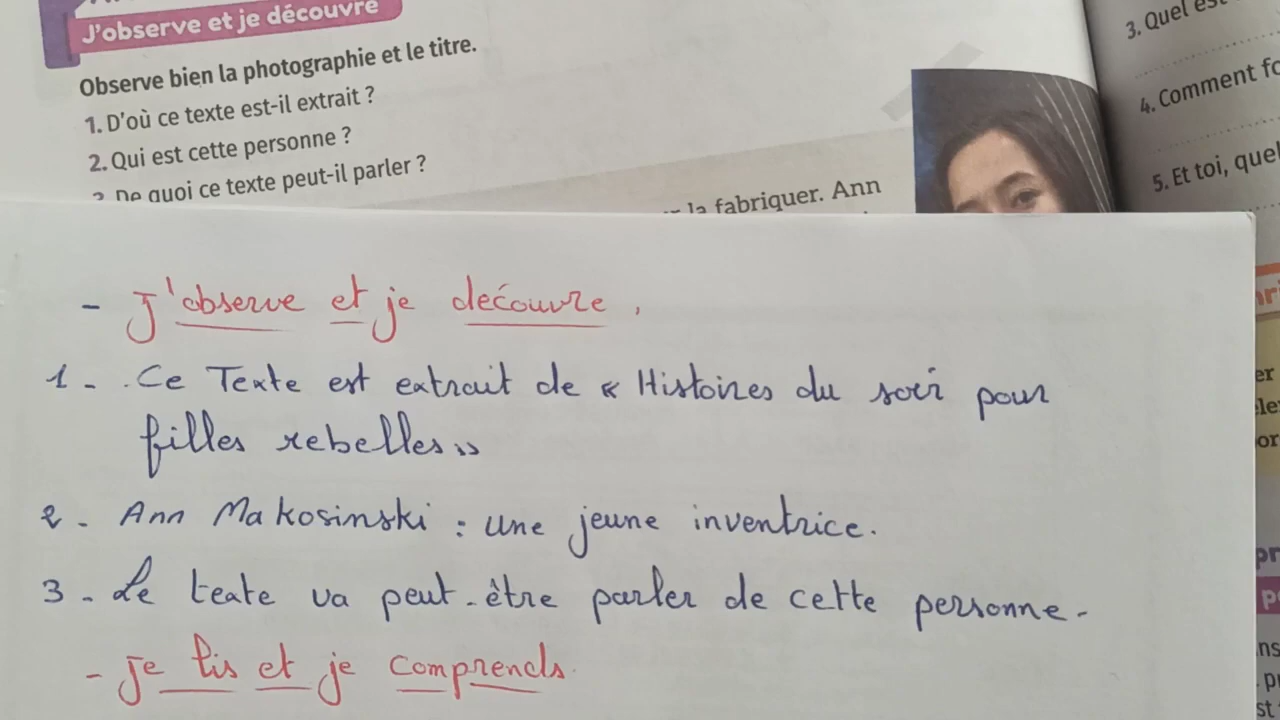 J'observe et je découvre
Observe bien la photographie et le titre.
1. D'où ce texte est-il extrait ?
2. Qui est cette personne ?
De quoi ce texte peut-il parler ?
la fabriquer. Ann
3. Quel
4. Comment
5. Et toi,
- J'observe et je decóuvre.
1 - Ce Texte est extrait de « Histoires du soir pour
filles rebelles »
2 - Ann Makosinski : une jeune inventrice.
3 - Le texte va peut-être parler de cette personne -
- je lis et je comprends.